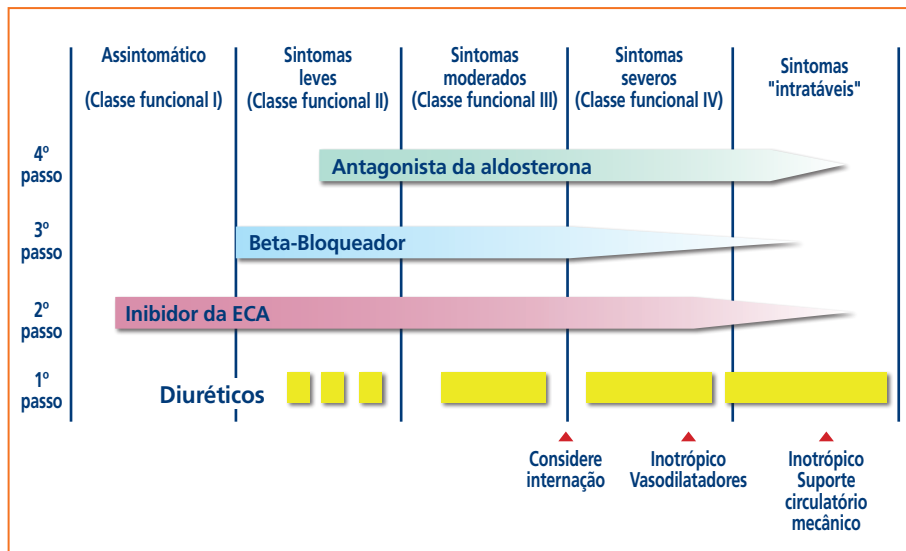 Assintomático
(Classe funcional I)
Sintomas
leves
(Classe funcional II)
Sintomas
moderados
(Classe funcional III)
Sintomas
severos
(Classe funcional IV)
Sintomas
"intratáveis"
4º
passo
Antagonista da aldosterona
3º
passo
Beta-Bloqueador
2º
passo
Inibidor da ECA
1º
passo
Diuréticos
Considere
internação
Inotrópico
Vasodilatadores
Inotrópico
Suporte
circulatório
mecânico